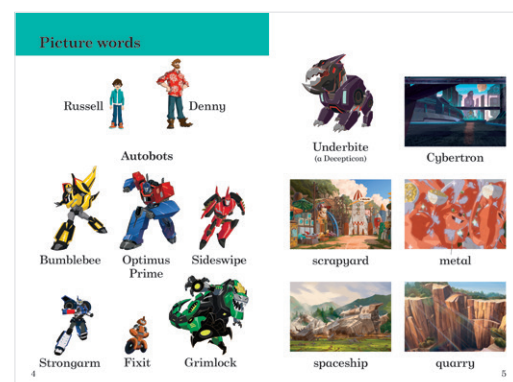 Picture words
Russell
Denny
Autobots
Bumblebee
Optimus
Prime
Sideswipe
Strongarm
Fixit
Grimlock
4
Underbite
(a Decepticon)
Cybertron
scrapyard
metal
spaceship
quarry
5